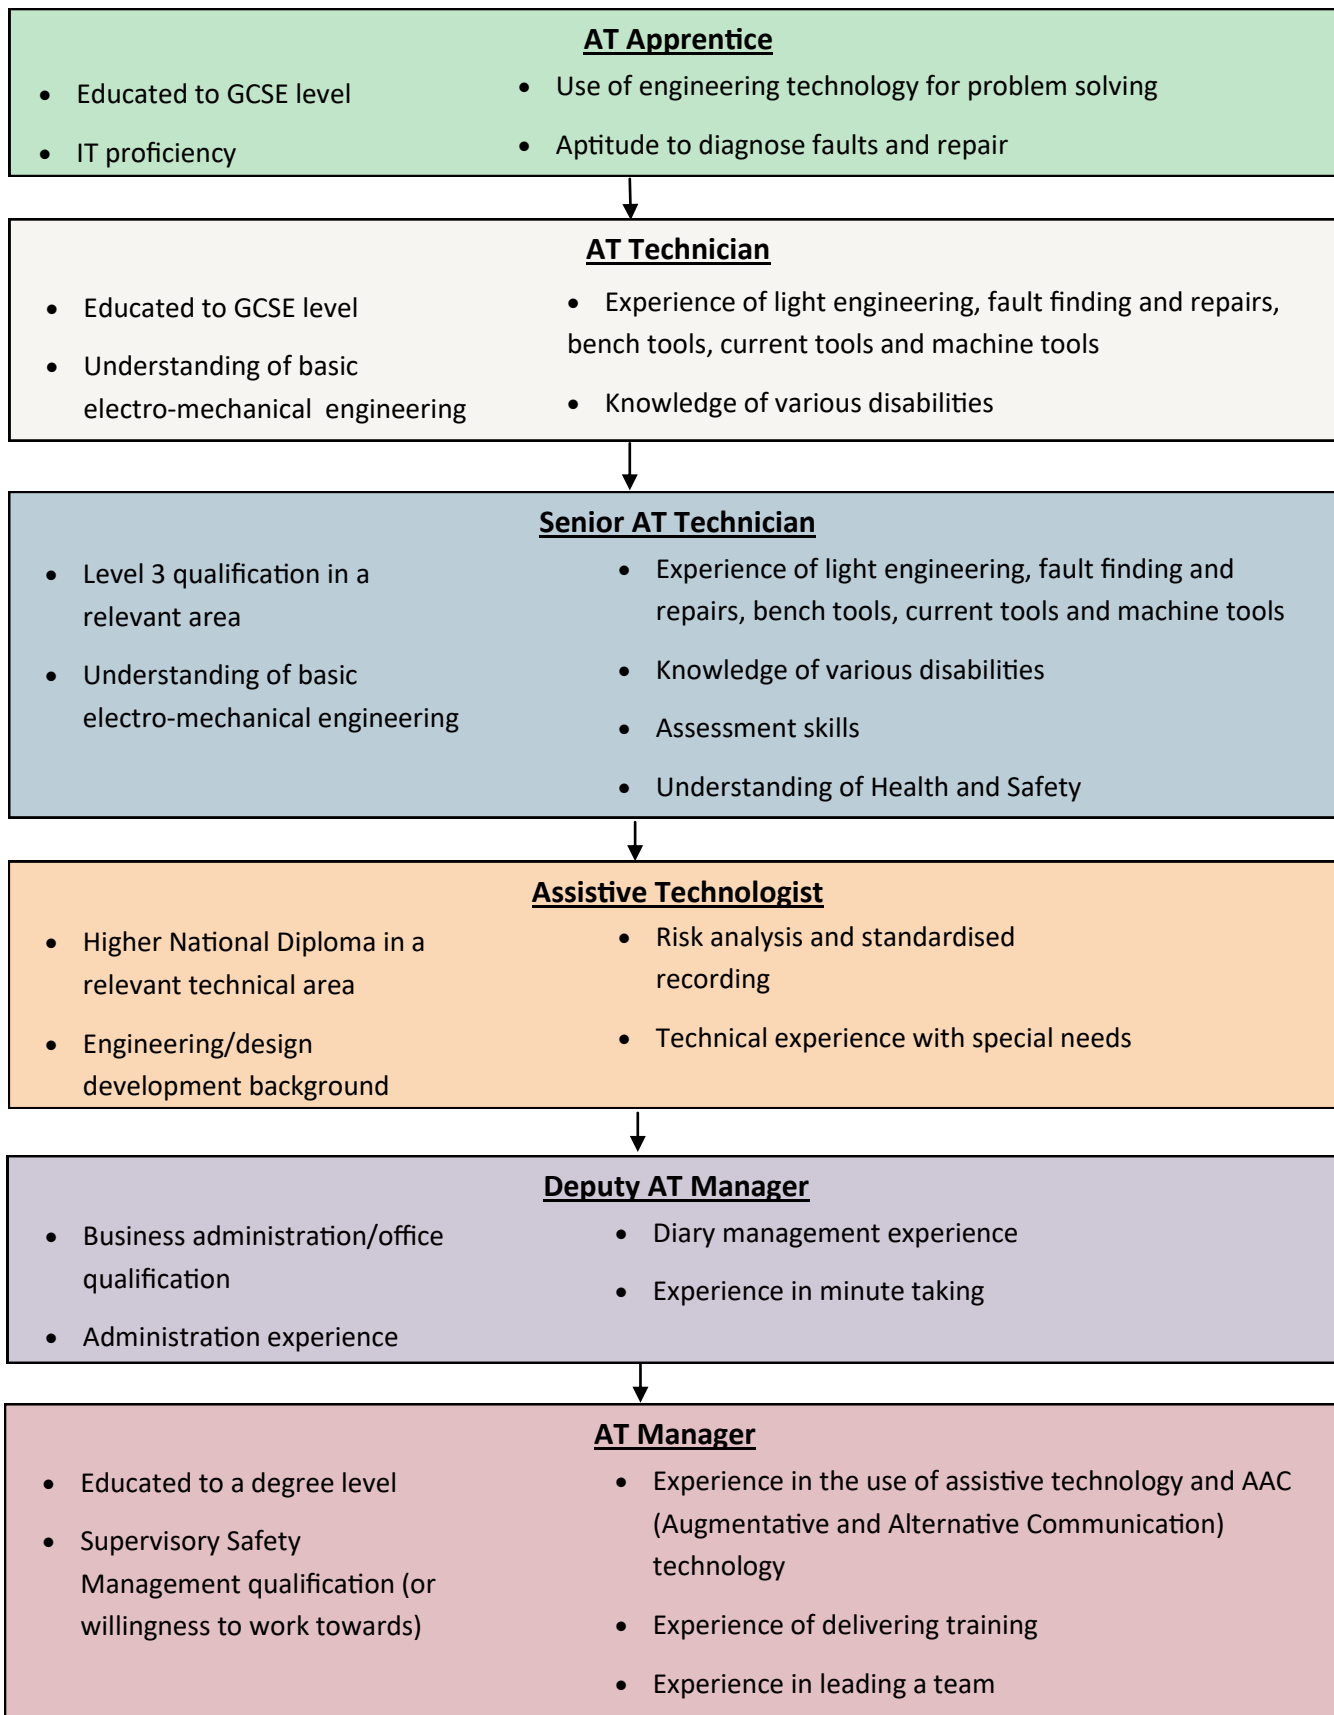 AT Apprentice
• Educated to GCSE level
• IT proficiency
• Use of engineering technology for problem solving
• Aptitude to diagnose faults and repair
AT Technician
• Educated to GCSE level
• Understanding of basic
electro-mechanical  engineering
• Experience of light engineering, fault finding and repairs,
bench tools, current tools and machine tools
• Knowledge of various disabilities
Senior AT Technician
• Level 3 qualification in a
relevant area
• Understanding of basic
electro-mechanical engineering
• Experience of light engineering, fault finding and
repairs, bench tools, current tools and machine tools
• Knowledge of various disabilities
• Assessment skills
• Understanding of Health and Safety
Assistive Technologist
• Higher National Diploma in a
relevant technical area
• Engineering/design
development background
• Risk analysis and standardised
recording
• Technical experience with special needs
Deputy AT Manager
• Business administration/office
qualification
• Administration experience
• Diary management experience
• Experience in minute taking
AT Manager
• Educated to a degree level
• Supervisory Safety
Management qualification (or
willingness to work towards)
• Experience in the use of assistive technology and AAC
(Augmentative and Alternative Communication)
technology
• Experience of delivering training
• Experience in leading a team